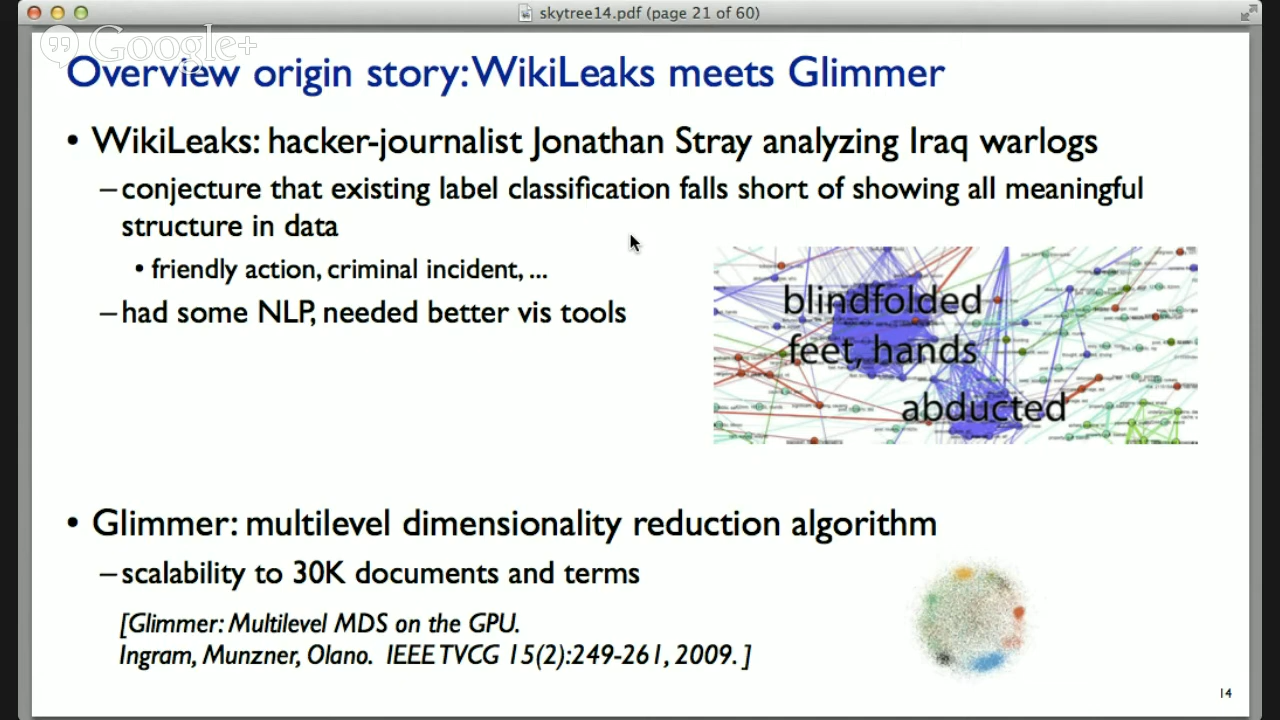 skytree14.pdf (page 21 of 60)
Google+
Overview origin story: WikiLeaks meets Glimmer
• WikiLeaks: hacker-journalist Jonathan Stray analyzing Iraq warlogs
– conjecture that existing label classification falls short of showing all meaningful
structure in data
• friendly action, criminal incident, ...
– had some NLP, needed better vis tools
blindfolded
feet, hands
abducted
• Glimmer: multilevel dimensionality reduction algorithm
– scalability to 30K documents and terms
[Glimmer: Multilevel MDS on the GPU.
Ingram, Munzner, Olano. IEEE TVCG 15(2):249-261, 2009. ]
14